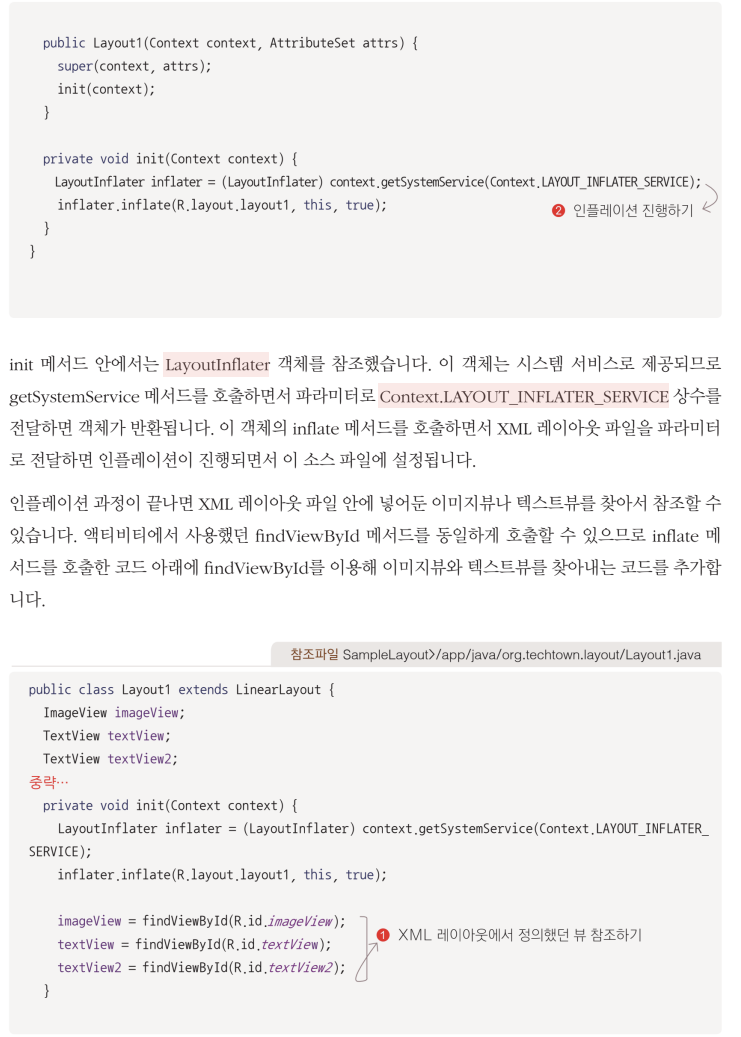 public Layout1(Context context, AttributeSet attrs) {
super(context, attrs);
init(context);
}
private void init(Context context) {
LayoutInflater inflater = (LayoutInflater) context.getSystemService(Context.LAYOUT_INFLATER_SERVICE);
inflater.inflate(R.layout.layout1, this, true);
❷ 인플레이션 진행하기
}
}
init 메서드 안에서는 LayoutInflater 객체를 참조했습니다. 이 객체는 시스템 서비스로 제공되므로
getSystemService 메서드를 호출하면서 파라미터로 Context.LAYOUT_INFLATER_SERVICE 상수를
전달하면 객체가 반환됩니다. 이 객체의 inflate 메서드를 호출하면서 XML 레이아웃 파일을 파라미터
로 전달하면 인플레이션이 진행되면서 이 소스 파일에 설정됩니다.
인플레이션 과정이 끝나면 XML 레이아웃 파일 안에 넣어둔 이미지뷰나 텍스트뷰를 찾아서 참조할 수
있습니다. 액티비티에서 사용했던 findViewById 메서드를 동일하게 호출할 수 있으므로 inflate 메
서드를 호출한 코드 아래에 findViewById를 이용해 이미지뷰와 텍스트뷰를 찾아내는 코드를 추가합
니다.
참조파일 SampleLayout>/app/java/org.techtown.layout/Layout1.java
public class Layout1 extends LinearLayout {
ImageView imageView;
TextView textView;
TextView textView2;
중략…
private void init(Context context) {
LayoutInflater inflater = (LayoutInflater) context.getSystemService(Context.LAYOUT_INFLATER_
SERVICE);
inflater.inflate(R.layout.layout1, this, true);
imageView = findViewById(R.id.imageView);
❶ XML 레이아웃에서 정의했던 뷰 참조하기
textView = findViewById(R.id.textView);
textView2 = findViewById(R.id.textView2);
}